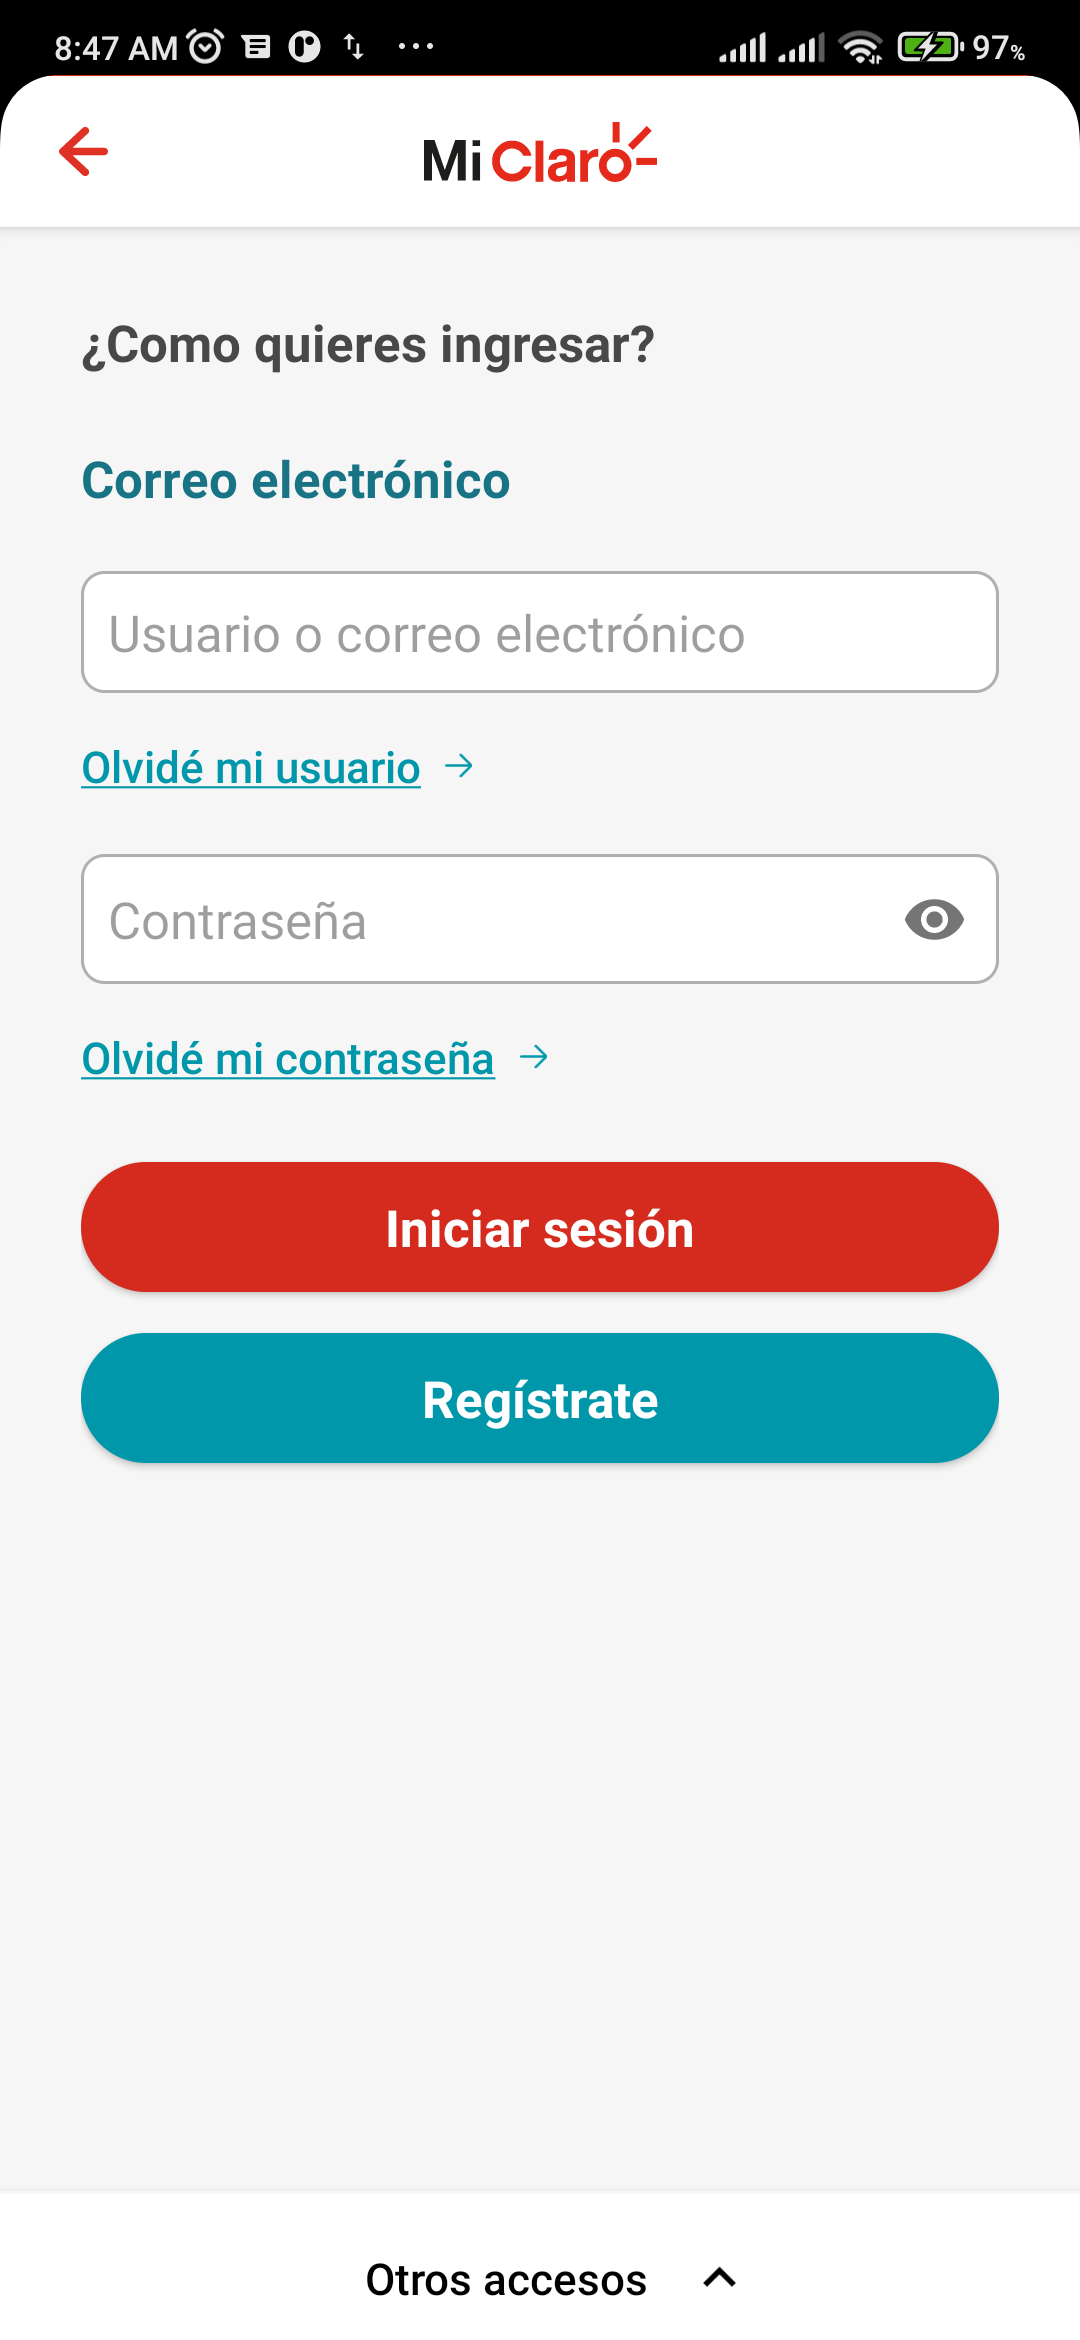 8:47 AM
97%
Mi Claro
¿Como quieres ingresar?
Correo electrónico
Usuario o correo electrónico
Olvidé mi usuario →
Contraseña
Olvidé mi contraseña →
Iniciar sesión
Regístrate
Otros accesos